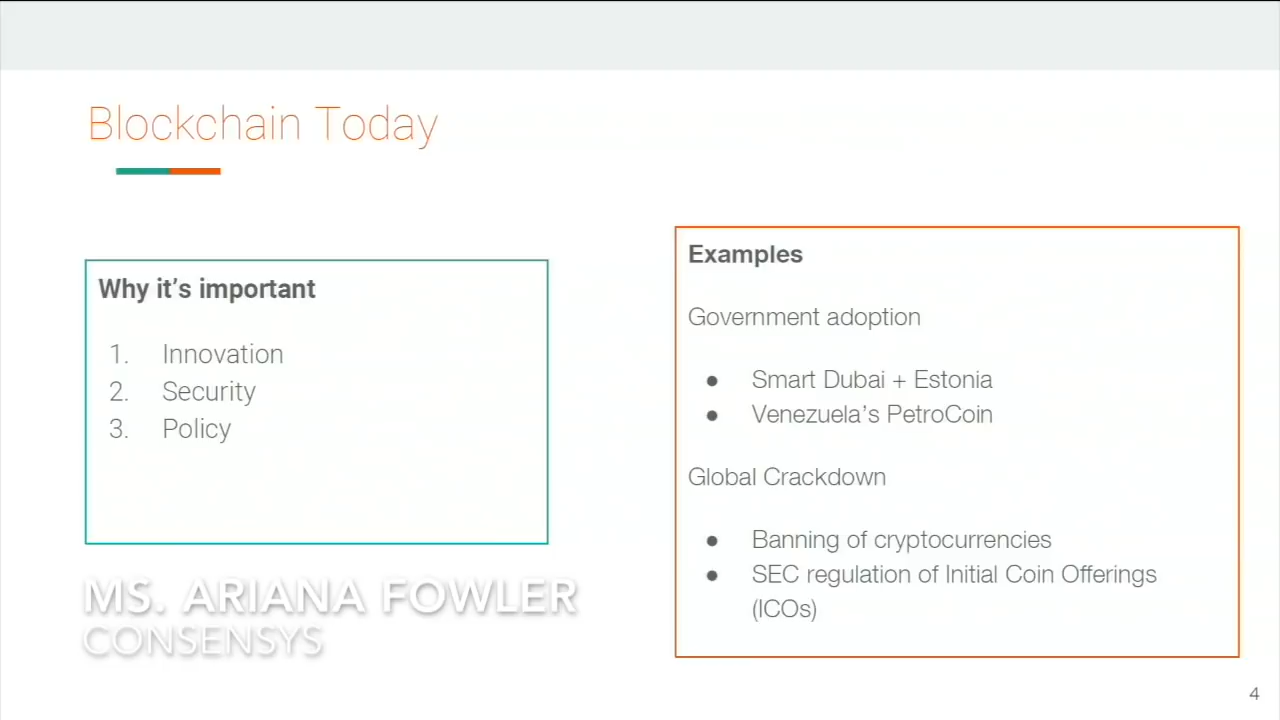 Blockchain Today
Why it's important
1. Innovation
2. Security
3. Policy
Examples
Government adoption
● Smart Dubai + Estonia
● Venezuela's PetroCoin
Global Crackdown
● Banning of cryptocurrencies
● SEC regulation of Initial Coin Offerings
(ICOs)
MS. ARIANA FOWLER
CONSENSYS
4